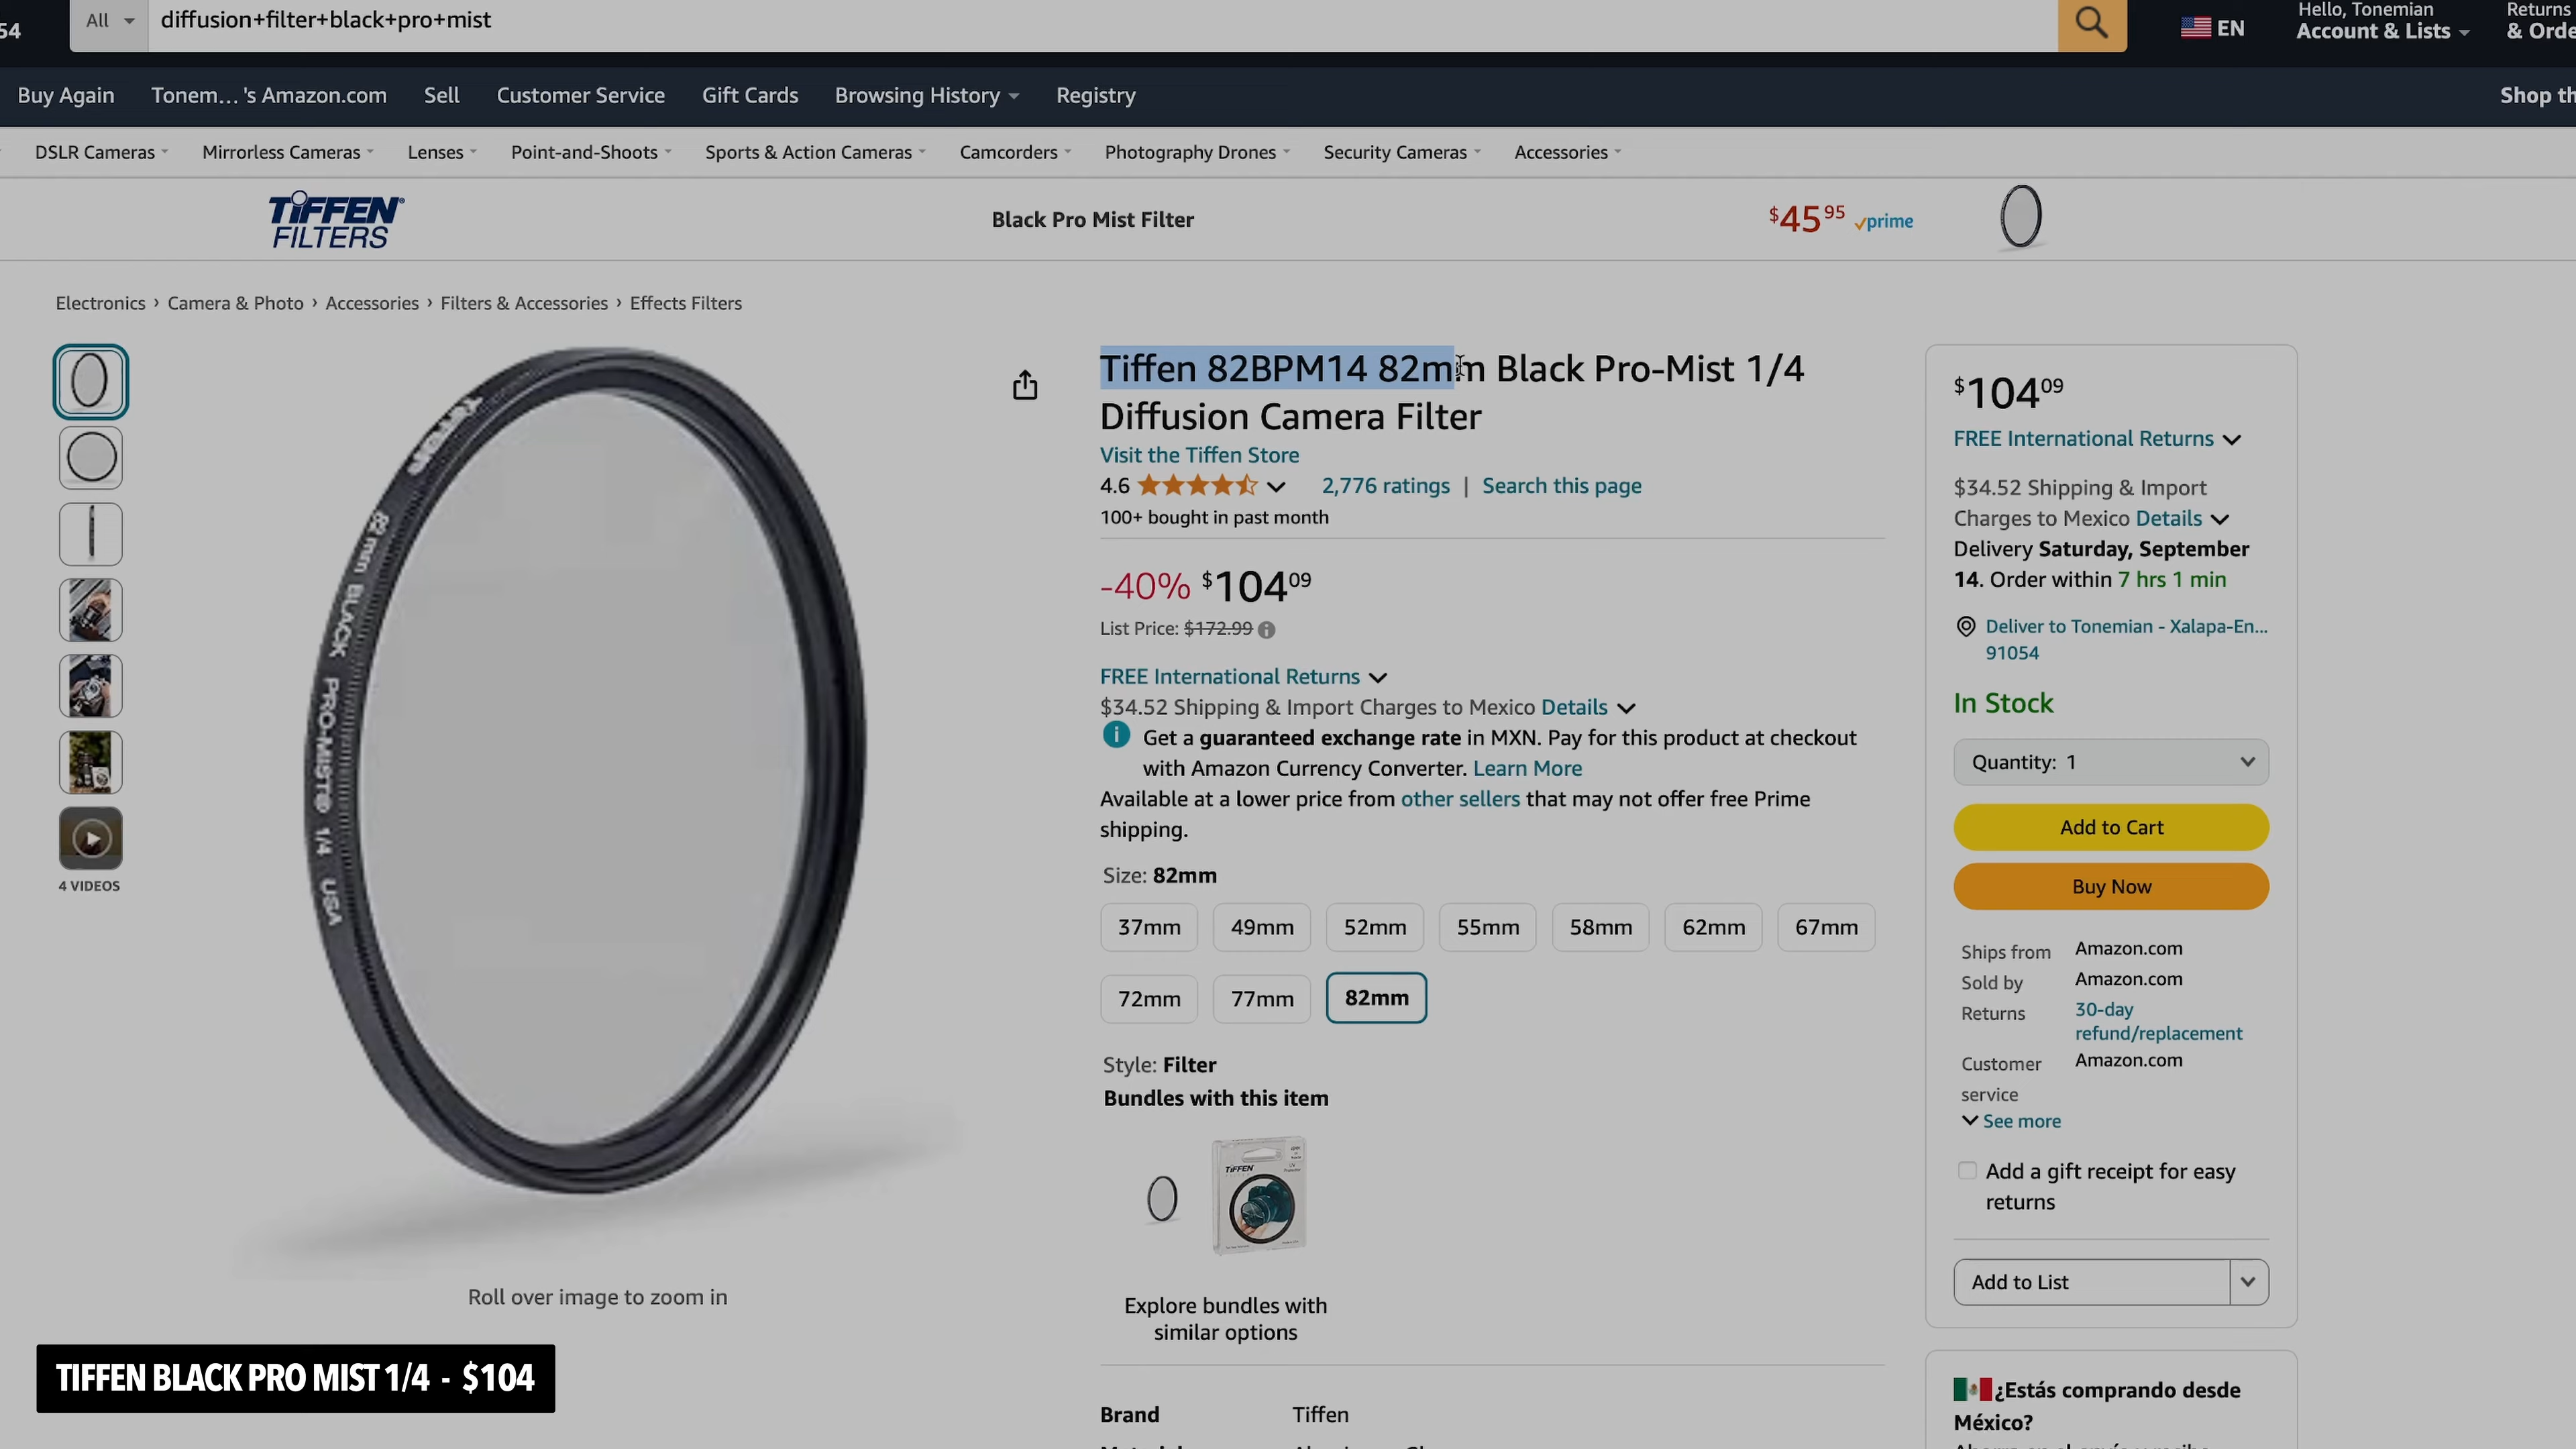 54
All
diffusion+filter+black+pro+mist
EN
Hello, Tonemian
Account & Lists
Returns
& Orde
Buy Again
Tonem... 's Amazon.com
Sell
Customer Service
Gift Cards
Browsing History
Registry
Shop th
DSLR Cameras
Mirrorless Cameras
Lenses
Point-and-Shoots
Sports & Action Cameras
Camcorders
Photography Drones
Security Cameras
Accessories
TIFFEN®
FILTERS
Black Pro Mist Filter
$45 95 prime
Electronics › Camera & Photo › Accessories › Filters & Accessories › Effects Filters
TIFFEN
82mm BLACK PRO-MIST® 1/4 USA
4 VIDEOS
Roll over image to zoom in
Tiffen 82BPM14 82mm Black Pro-Mist 1/4
Diffusion Camera Filter
Visit the Tiffen Store
4.6
2,776 ratings | Search this page
100+ bought in past month
-40% $104 09
List Price: $172.99
FREE International Returns
$34.52 Shipping & Import Charges to Mexico Details
Get a guaranteed exchange rate in MXN. Pay for this product at checkout
with Amazon Currency Converter. Learn More
Available at a lower price from other sellers that may not offer free Prime
shipping.
Size: 82mm
37mm
49mm
52mm
55mm
58mm
62mm
67mm
72mm
77mm
82mm
Style: Filter
Bundles with this item
TIFFEN
Explore bundles with
similar options
Brand
Tiffen
$104 09
FREE International Returns
$34.52 Shipping & Import
Charges to Mexico Details
Delivery Saturday, September
14. Order within 7 hrs 1 min
Deliver to Tonemian - Xalapa-En...
91054
In Stock
Quantity: 1
Add to Cart
Buy Now
Ships from
Amazon.com
Sold by
Amazon.com
Returns
30-day
refund/replacement
Customer
service
Amazon.com
See more
Add a gift receipt for easy
returns
Add to List
¿Estás comprando desde
México?
TIFFEN BLACK PRO MIST 1/4 - $104